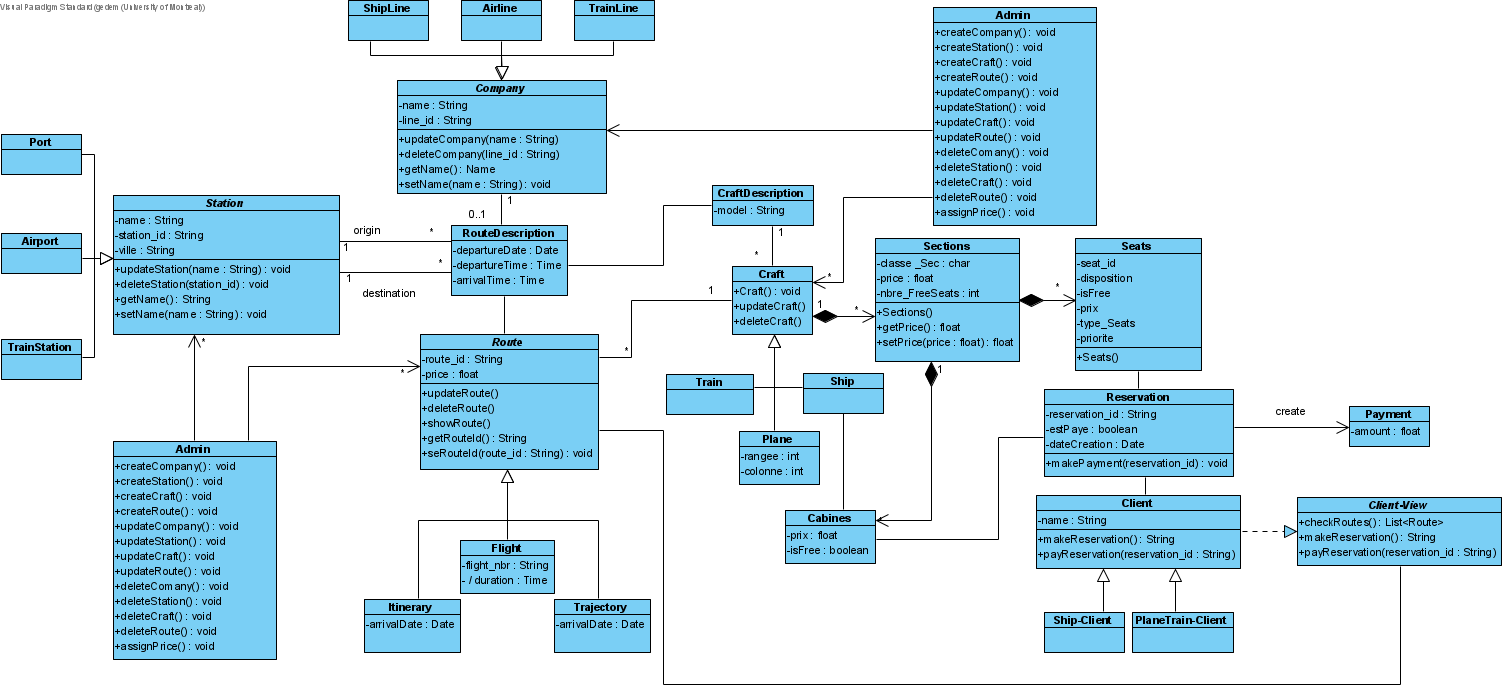 Visual Paradigm Standard(gedem (University of Montreal))
ShipLine
Airline
TrainLine
Company
-name : String
-line_id : String
+updateCompany(name : String)
+deleteCompany(line_id : String)
+getName() : Name
+setName(name : String) : void
Admin
+createCompany() : void
+createStation() : void
+createCraft() : void
+createRoute() : void
+updateCompany() : void
+updateStation() : void
+updateCraft() : void
+updateRoute() : void
+deleteComany() : void
+deleteStation() : void
+deleteCraft() : void
+deleteRoute() : void
+assignPrice() : void
Port
Airport
TrainStation
Station
-name : String
-station_id : String
-ville : String
+updateStation(name : String) : void
+deleteStation(station_id) : void
+getName() : String
+setName(name : String) : void
origin
1
*
1
*
destination
1
0..1
RouteDescription
-departureDate : Date
-departureTime : Time
-arrivalTime : Time
CraftDescription
-model : String
1
*
Craft
+Craft() : void
+updateCraft()
+deleteCraft()
*
1
*
1
*
Sections
-classe _Sec : char
-price : float
-nbre_FreeSeats : int
+Sections()
+getPrice() : float
+setPrice(price : float) : float
*
1
Seats
-seat_id
-disposition
-isFree
-prix
-type_Seats
-priorite
+Seats()
Route
-route_id : String
-price : float
+updateRoute()
+deleteRoute()
+showRoute()
+getRouteId() : String
+seRouteId(route_id : String) : void
*
*
Train
Ship
Plane
-rangee : int
-colonne : int
Reservation
-reservation_id : String
-estPaye : boolean
-dateCreation : Date
+makePayment(reservation_id) : void
create
Payment
-amount : float
Admin
+createCompany() : void
+createStation() : void
+createCraft() : void
+createRoute() : void
+updateCompany() : void
+updateStation() : void
+updateCraft() : void
+updateRoute() : void
+deleteComany() : void
+deleteStation() : void
+deleteCraft() : void
+deleteRoute() : void
+assignPrice() : void
Flight
-flight_nbr : String
- / duration : Time
Itinerary
-arrivalDate : Date
Trajectory
-arrivalDate : Date
Cabines
-prix : float
-isFree : boolean
Client
-name : String
+makeReservation() : String
+payReservation(reservation_id : String)
Client-View
+checkRoutes() : List<Route>
+makeReservation() : String
+payReservation(reservation_id : String)
Ship-Client
PlaneTrain-Client